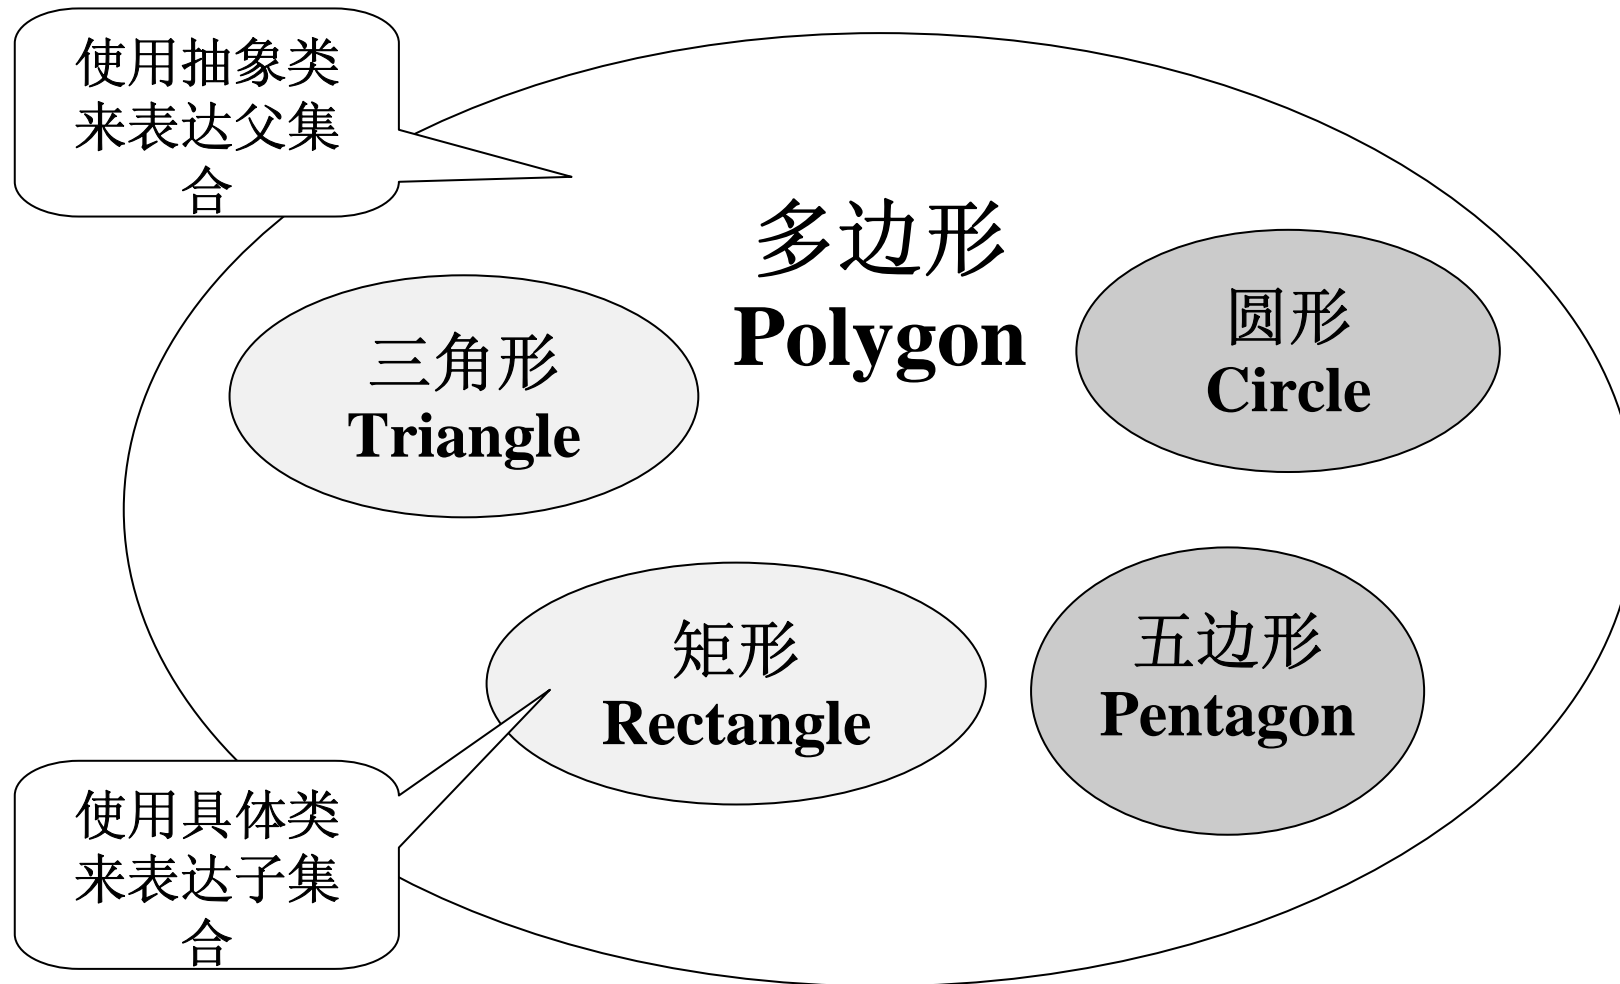 使用抽象类
来表达父集
合
多边形
Polygon
圆形
Circle
三角形
Triangle
矩形
Rectangle
五边形
Pentagon
使用具体类
来表达子集
合